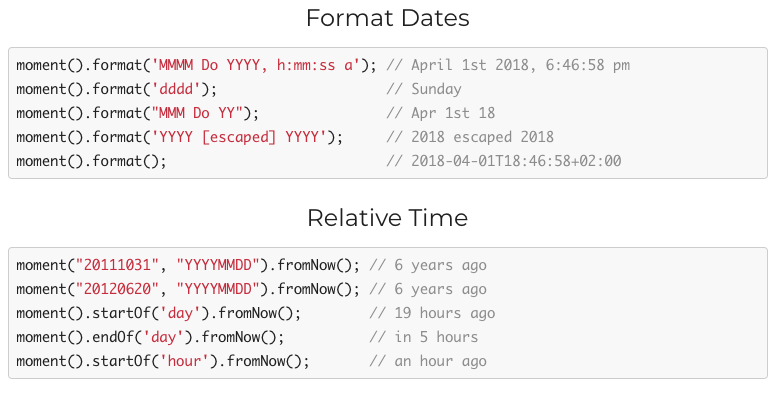 Format Dates
moment().format('MMMM Do YYYY, h:mm:ss a'); // April 1st 2018, 6:46:58 pm
moment().format('dddd');                    // Sunday
moment().format("MMM Do YY");               // Apr 1st 18
moment().format('YYYY [escaped] YYYY');     // 2018 escaped 2018
moment().format();                          // 2018-04-01T18:46:58+02:00
Relative Time
moment("20111031", "YYYYMMDD").fromNow(); // 6 years ago
moment("20120620", "YYYYMMDD").fromNow(); // 6 years ago
moment().startOf('day').fromNow();        // 19 hours ago
moment().endOf('day').fromNow();          // in 5 hours
moment().startOf('hour').fromNow();       // an hour ago